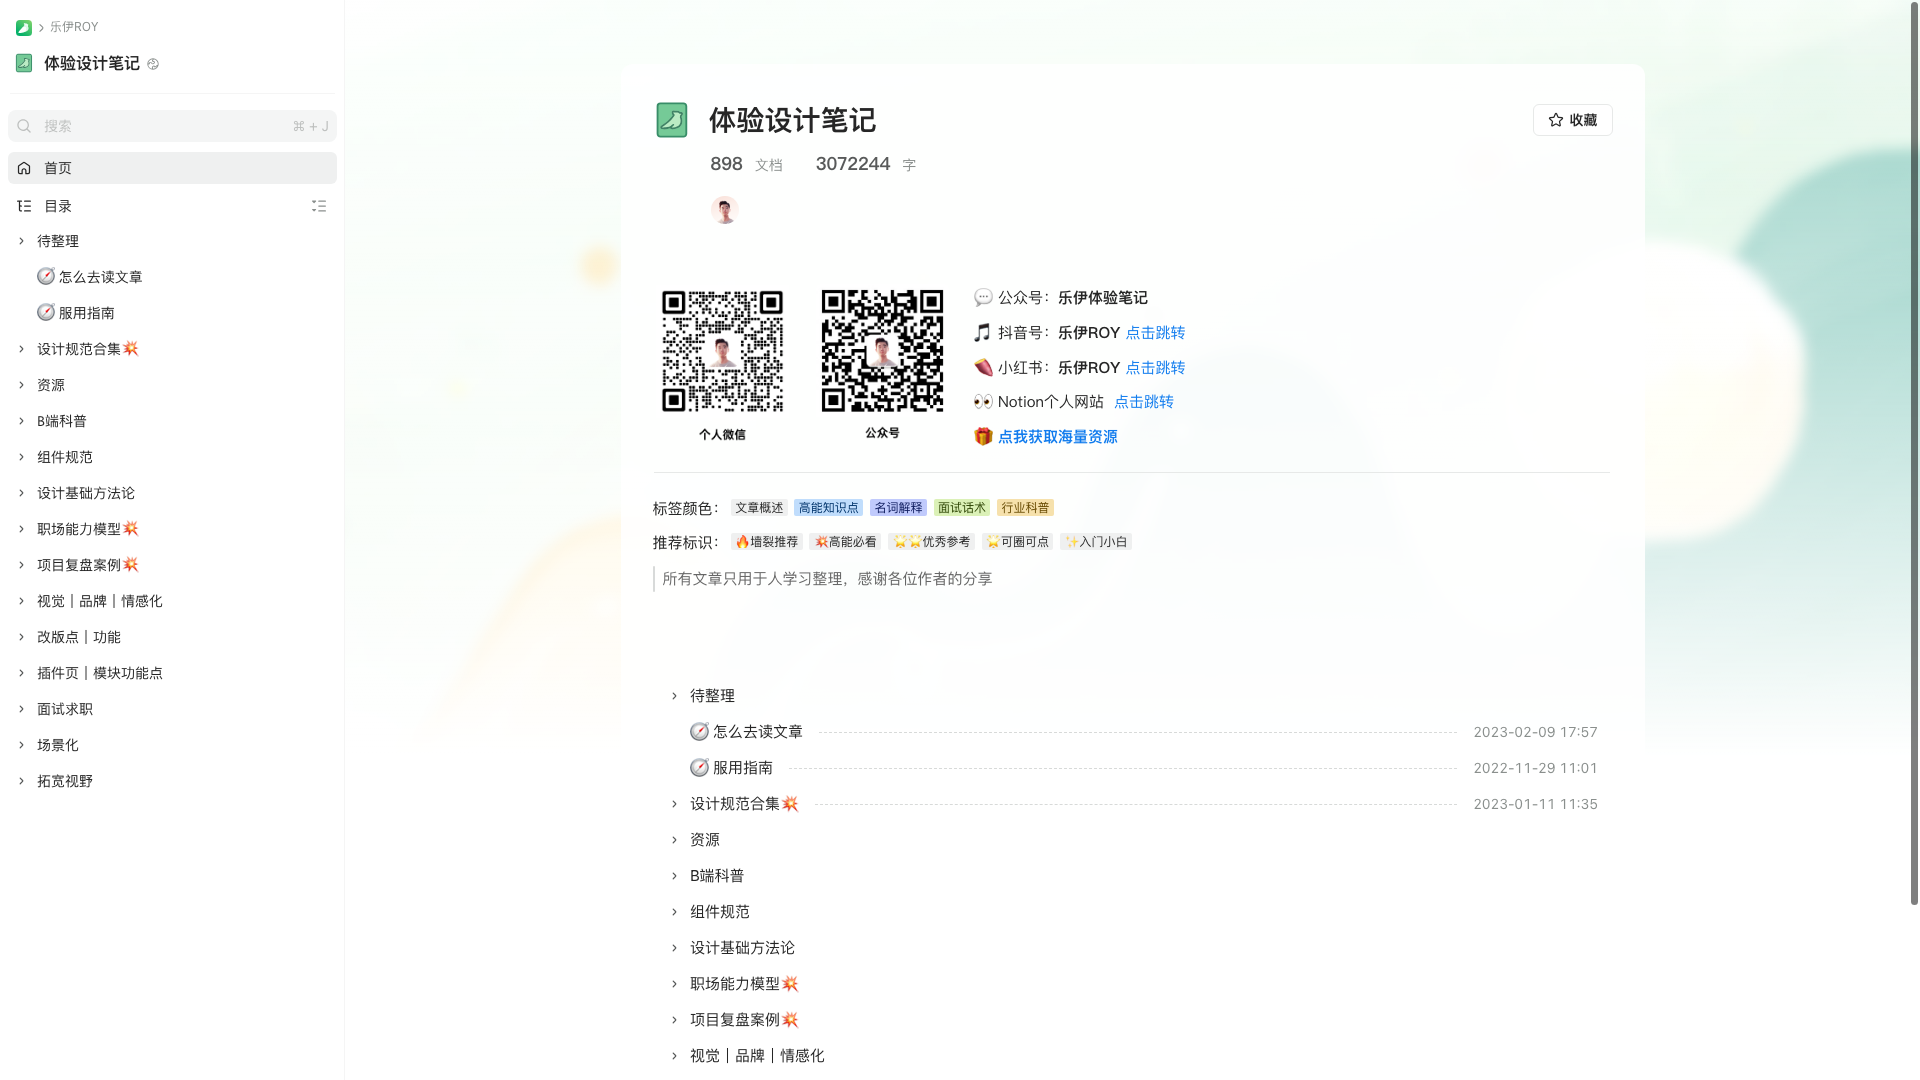 乐伊ROY
体验设计笔记
搜索 ⌘ + J
首页
目录
待整理
🧭 怎么去读文章
🧭 服用指南
设计规范合集💥
资源
B端科普
组件规范
设计基础方法论
职场能力模型💥
项目复盘案例💥
视觉｜品牌｜情感化
改版点｜功能
插件页｜模块功能点
面试求职
场景化
拓宽视野
体验设计笔记
收藏
898 文档 3072244 字
个人微信
公众号
💬 公众号：乐伊体验笔记
🎵 抖音号：乐伊ROY 点击跳转
🍠 小红书：乐伊ROY 点击跳转
👀 Notion个人网站 点击跳转
🎁 点我获取海量资源
标签颜色： 文章概述 高能知识点 名词解释 面试话术 行业科普
推荐标识： 🔥墙裂推荐 💥高能必看 🌟🌟优秀参考 🌟可圈可点 ✨入门小白
所有文章只用于人学习整理，感谢各位作者的分享
待整理
🧭 怎么去读文章 2023-02-09 17:57
🧭 服用指南 2022-11-29 11:01
设计规范合集💥 2023-01-11 11:35
资源
B端科普
组件规范
设计基础方法论
职场能力模型💥
项目复盘案例💥
视觉｜品牌｜情感化